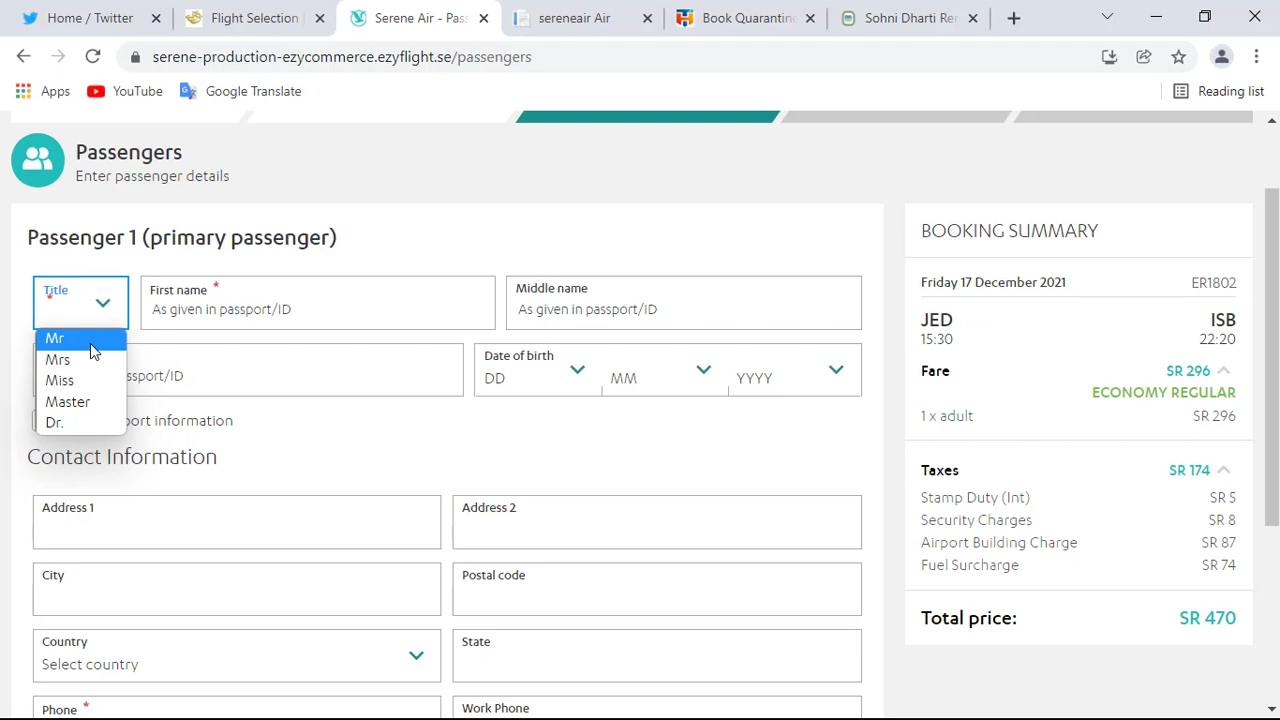 Home / Twitter
Flight Selection
Serene Air - Pas
sereneair Air
Book Quarantin
Sohni Dharti Re
serene-production-ezycommerce.ezyflight.se/passengers
Apps
YouTube
Google Translate
Reading list
Passengers
Enter passenger details
Passenger 1 (primary passenger)
Title
*
First name *
As given in passport/ID
Middle name
As given in passport/ID
Mr
Mrs
Miss
Master
Dr.
ssport/ID
Date of birth
DD
MM
YYYY
port information
Contact Information
Address 1
Address 2
City
Postal code
Country
Select country
State
Phone *
Work Phone
BOOKING SUMMARY
Friday 17 December 2021 ER1802
JED ISB
15:30 22:20
Fare SR 296
ECONOMY REGULAR
1 x adult SR 296
Taxes SR 174
Stamp Duty (Int) SR 5
Security Charges SR 8
Airport Building Charge SR 87
Fuel Surcharge SR 74
Total price: SR 470